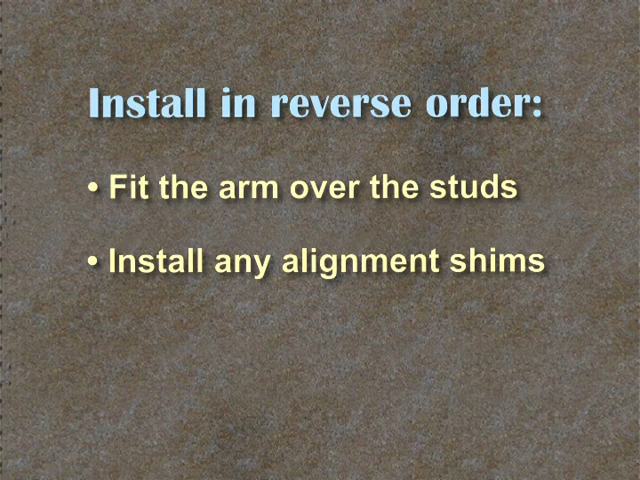 Install in reverse order:
• Fit the arm over the studs
• Install any alignment shims